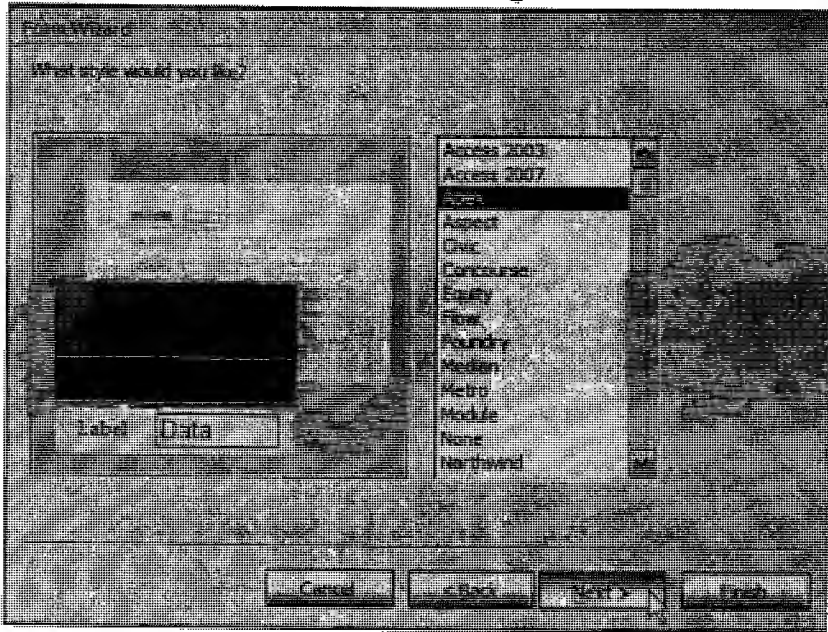 Form Wizard
What style would you like?
Access 2003
Access 2007
Apex
Aspect
Civic
Concourse
Equity
Flow
Foundry
Median
Metro
Module
None
Northwind
Label Data
Cancel < Back Next > Finish